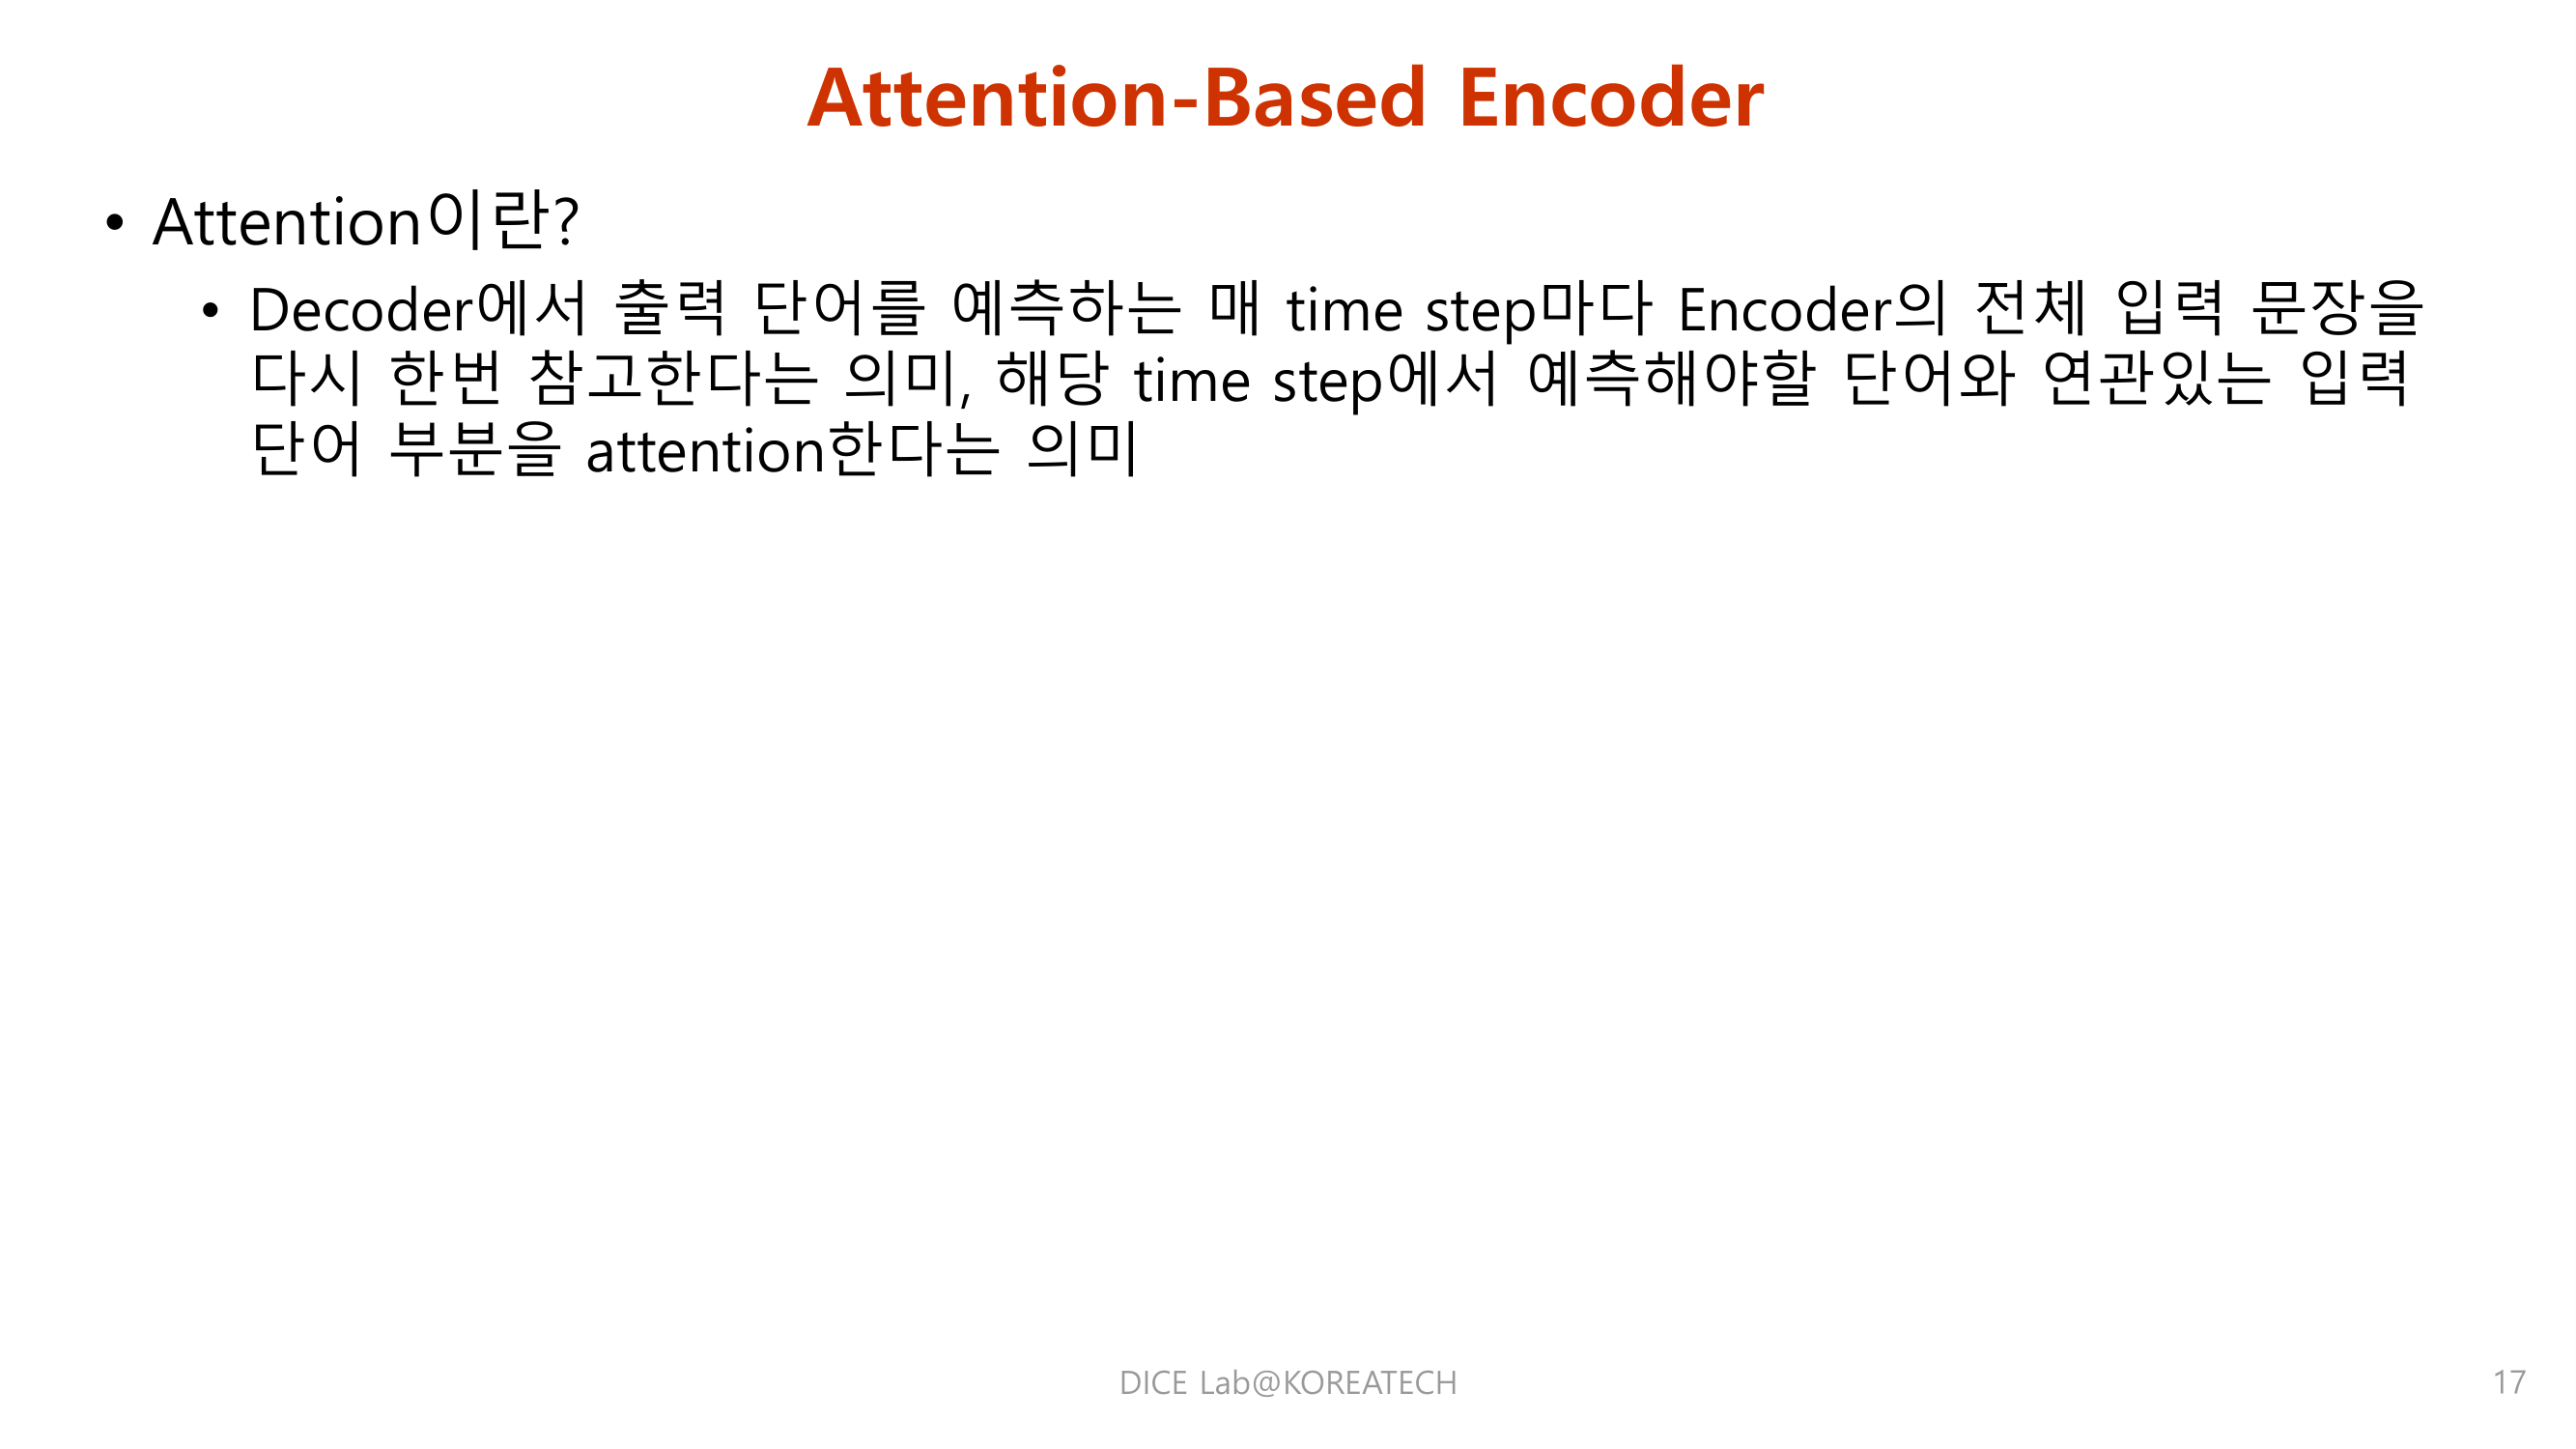 Attention-Based Encoder
• Attention이란?
• Decoder에서 출력 단어를 예측하는 매 time step마다 Encoder의 전체 입력 문장을
다시 한번 참고한다는 의미, 해당 time step에서 예측해야할 단어와 연관있는 입력
단어 부분을 attention한다는 의미
DICE Lab@KOREATECH
17